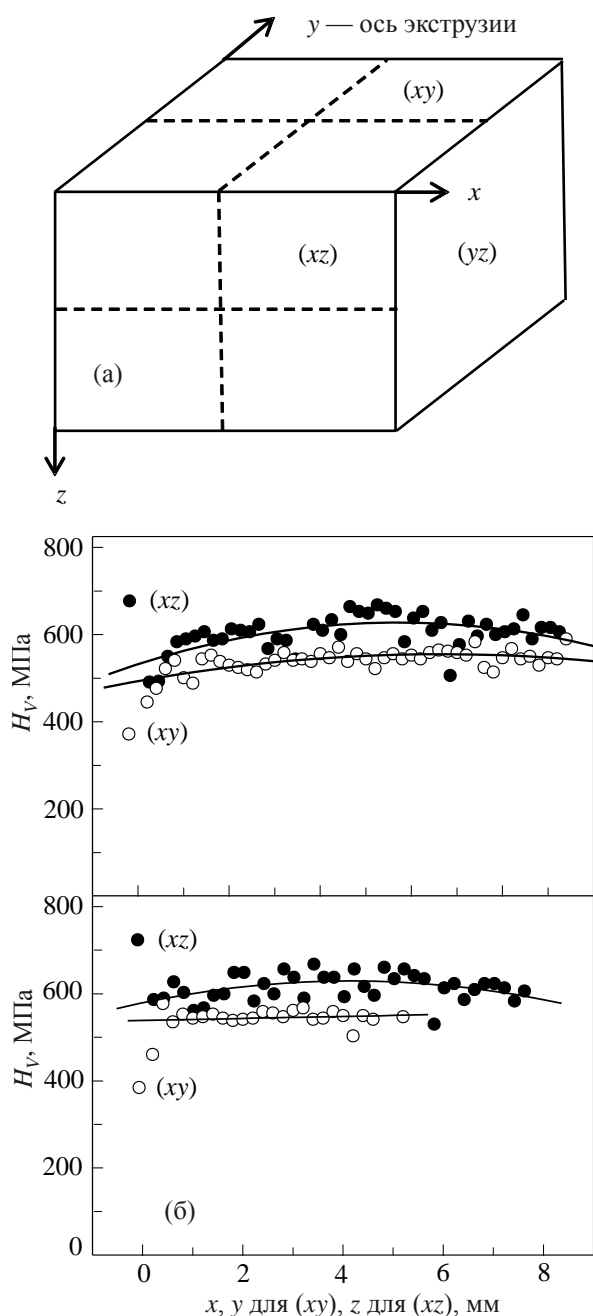 y — ось экструзии
(xy)
x
(xz)
(yz)
(а)
z
800
(xz)
600
H_V, МПа
400
(xy)
200
800
(xz)
600
H_V, МПа
400
(xy)
200
(б)
0
0 2 4 6 8
x, y для (xy), z для (xz), мм